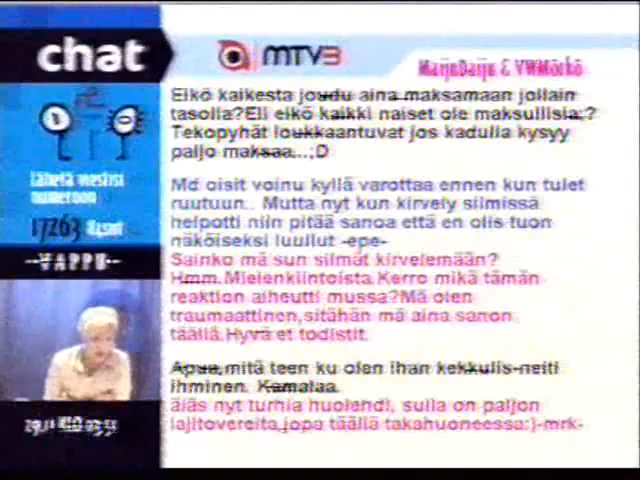 chat
MTV3
MaijuDaiju & VWMörkö
Lähetä viestisi
numeroon
17263
--VAPPU--
Eikö kaikesta joudu aina maksamaan jollain
tasolla?Eli eikö kaikki naiset ole maksullisia;?
Tekopyhät loukkaantuvat jos kadulla kysyy
paljo maksaa...;D
Md oisit voinu kyllä varottaa ennen kun tulet
ruutuun.. Mutta nyt kun kirvely silmissä
helpotti niin pitää sanoa että en olis tuon
näköiseksi luullut -epe-
Sainko mä sun silmät kirvelemään?
Hmm.Mielenkiintoista.Kerro mikä tämän
reaktion aiheutti mussa?Mä olen
traumaattinen,sitähän mä aina sanon
täällä.Hyvä et todistit.
Apua,mitä teen ku olen ihan kekkulis-neiti
ihminen. Kamalaa.
äläs nyt turhia huolehdi, sulla on paljon
lajitovereita,jopa täällä takahuoneessa:)-mrk-